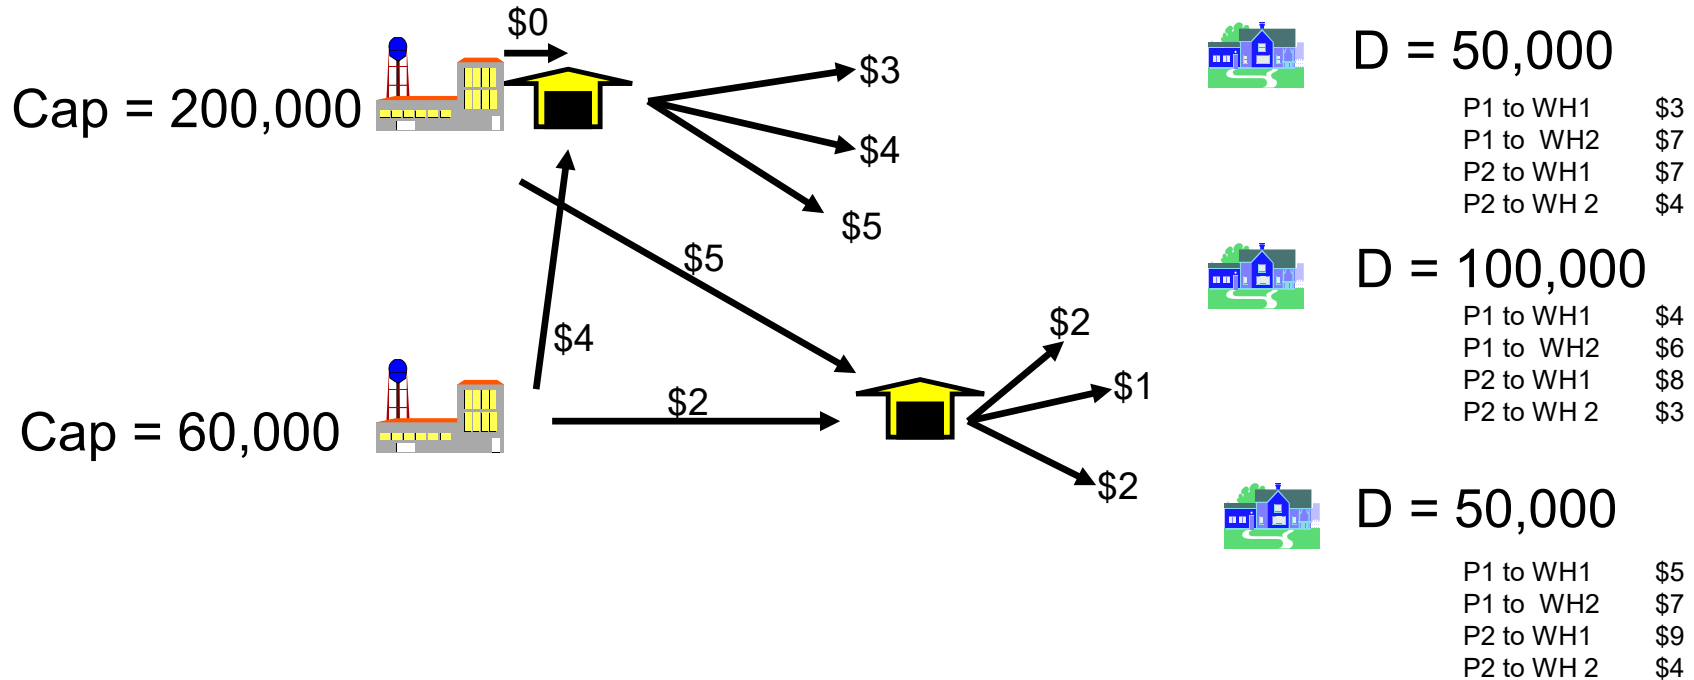 $0
Cap = 200,000
$3
$4
$5
$5
$4
Cap = 60,000
$2
$2
$1
$2
D = 50,000
P1 to WH1 $3
P1 to WH2 $7
P2 to WH1 $7
P2 to WH 2 $4
D = 100,000
P1 to WH1 $4
P1 to WH2 $6
P2 to WH1 $8
P2 to WH 2 $3
D = 50,000
P1 to WH1 $5
P1 to WH2 $7
P2 to WH1 $9
P2 to WH 2 $4